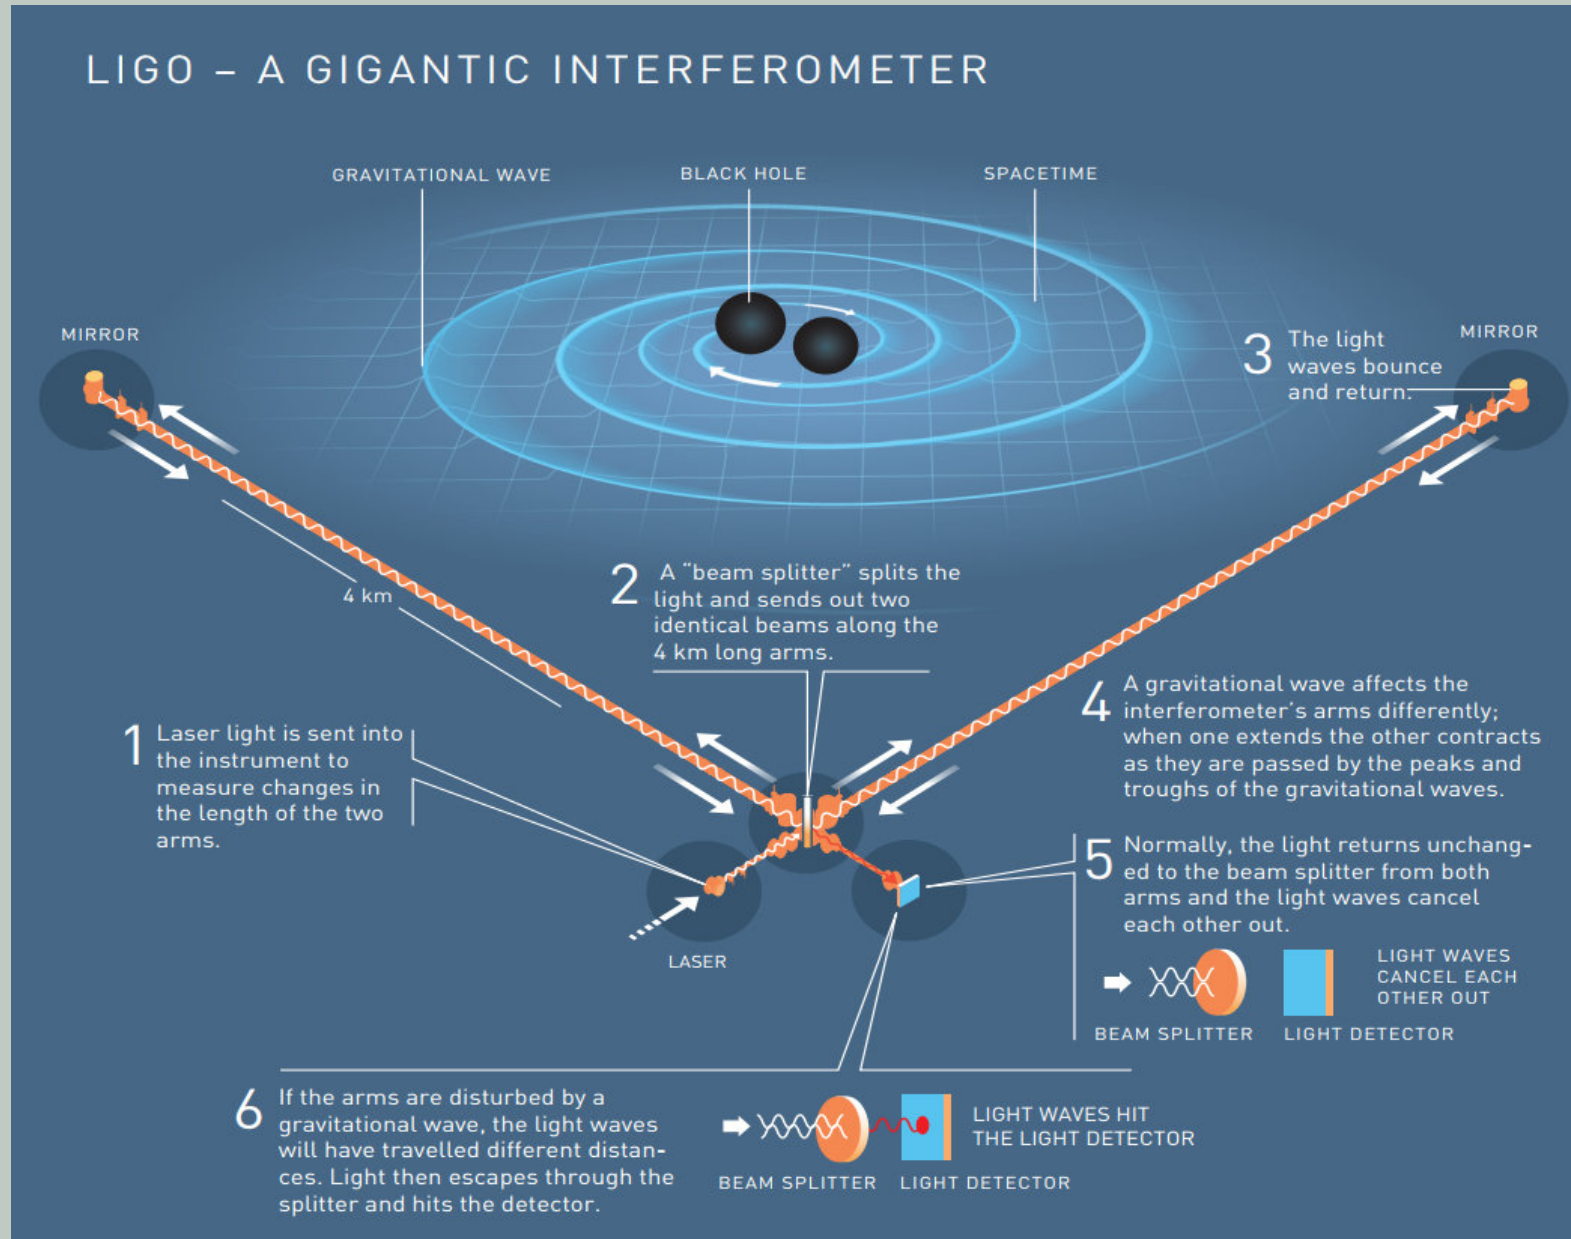 LIGO – A GIGANTIC INTERFEROMETER
GRAVITATIONAL WAVE
BLACK HOLE
SPACETIME
MIRROR
3
The light
waves bounce
and return.
MIRROR
4 km
2
A “beam splitter” splits the
light and sends out two
identical beams along the
4 km long arms.
1
Laser light is sent into
the instrument to
measure changes in
the length of the two
arms.
4
A gravitational wave affects the
interferometer’s arms differently;
when one extends the other contracts
as they are passed by the peaks and
troughs of the gravitational waves.
5
Normally, the light returns unchang-
ed to the beam splitter from both
arms and the light waves cancel
each other out.
LASER
LIGHT WAVES
CANCEL EACH
OTHER OUT
BEAM SPLITTER
LIGHT DETECTOR
6
If the arms are disturbed by a
gravitational wave, the light waves
will have travelled different distan-
ces. Light then escapes through the
splitter and hits the detector.
LIGHT WAVES HIT
THE LIGHT DETECTOR
BEAM SPLITTER
LIGHT DETECTOR